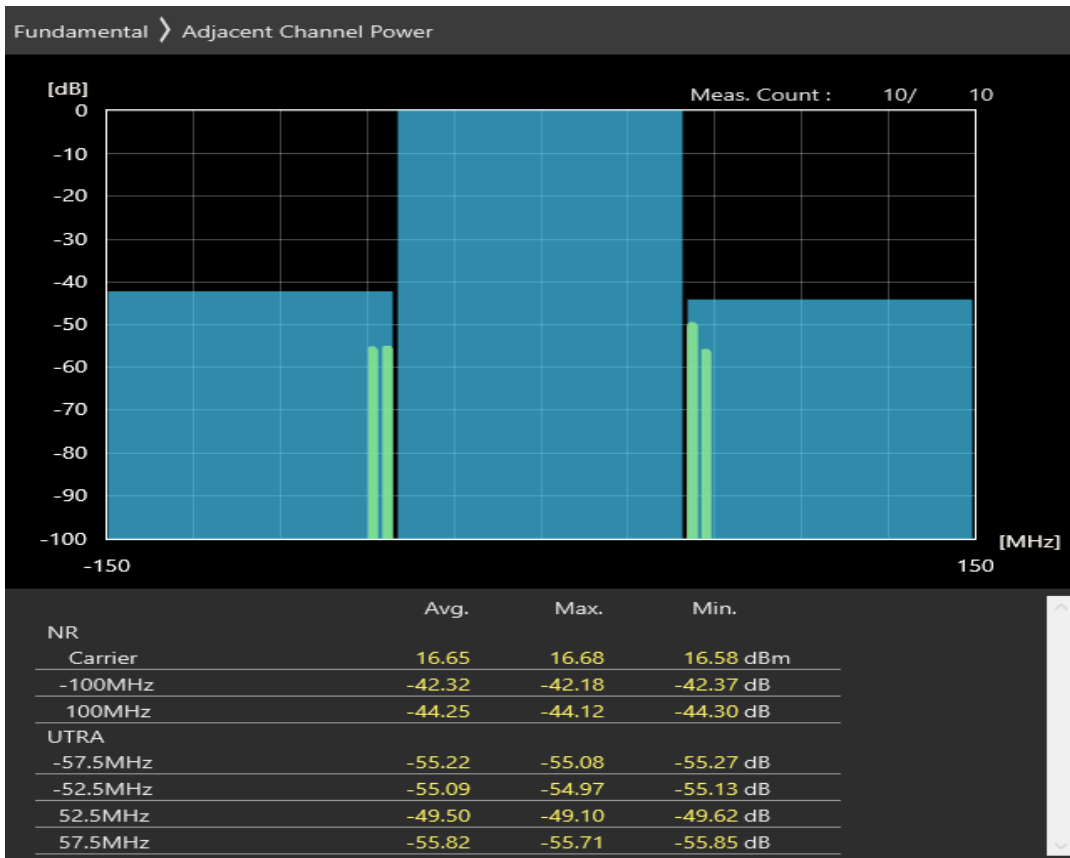 Fundamental 〉 Adjacent Channel Power
[dB]
Meas. Count : 10/ 10
0
-10
-20
-30
-40
-50
-60
-70
-80
-90
-100
[MHz]
-150 150
Avg. Max. Min.
NR
Carrier 16.65 16.68 16.58 dBm
-100MHz -42.32 -42.18 -42.37 dB
100MHz -44.25 -44.12 -44.30 dB
UTRA
-57.5MHz -55.22 -55.08 -55.27 dB
-52.5MHz -55.09 -54.97 -55.13 dB
52.5MHz -49.50 -49.10 -49.62 dB
57.5MHz -55.82 -55.71 -55.85 dB